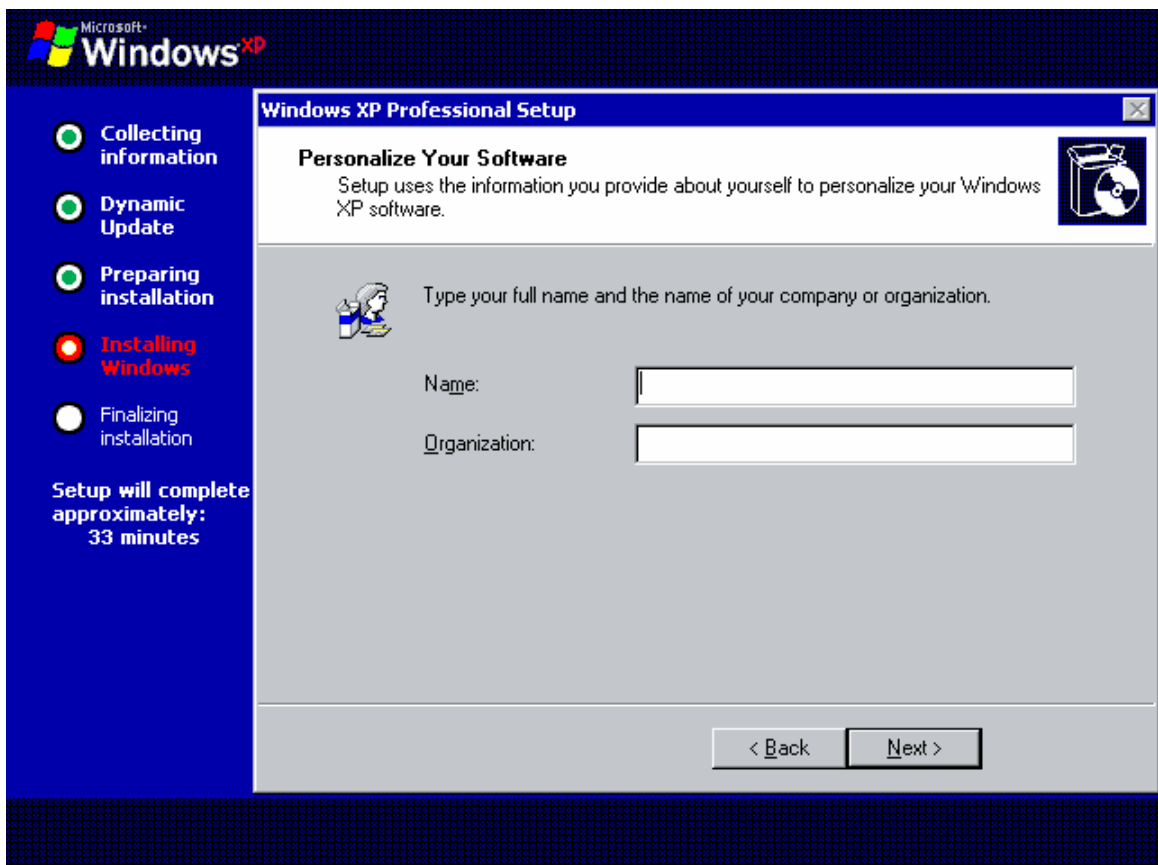 Microsoft
Windows xp
Windows XP Professional Setup
Collecting
information
Dynamic
Update
Preparing
installation
Installing
Windows
Finalizing
installation
Setup will complete
approximately:
33 minutes
Personalize Your Software
Setup uses the information you provide about yourself to personalize your Windows
XP software.
Type your full name and the name of your company or organization.
Name:
Organization:
< Back
Next >